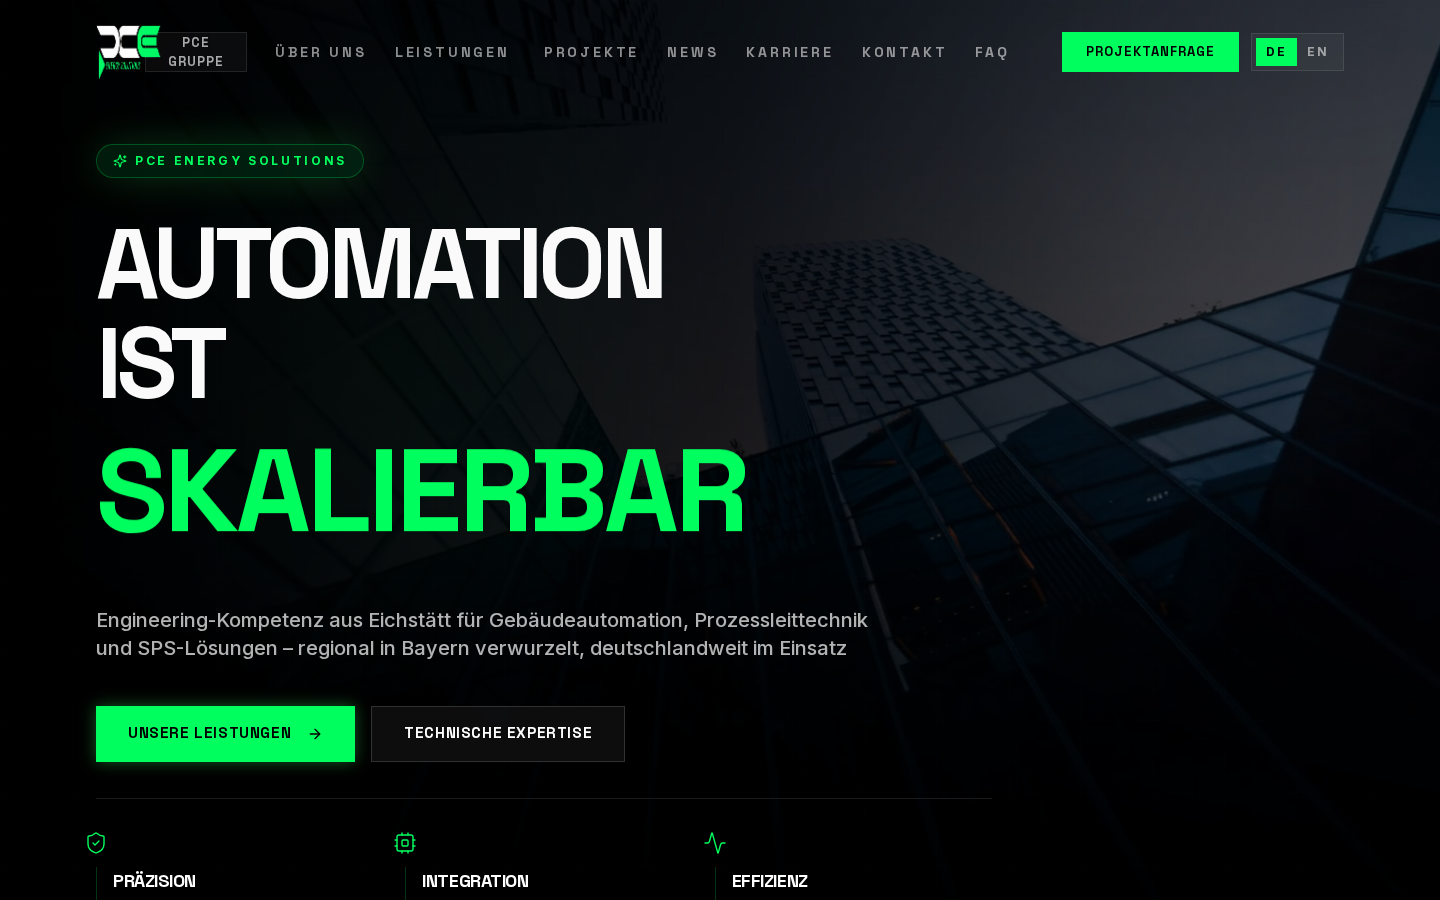 PCE
PCE
GRUPPE
ÜBER UNS
LEISTUNGEN
PROJEKTE
NEWS
KARRIERE
KONTAKT
FAQ
PROJEKTANFRAGE
DE
EN
PCE ENERGY SOLUTIONS
AUTOMATION
IST
SKALIERBAR
Engineering-Kompetenz aus Eichstätt für Gebäudeautomation, Prozessleittechnik
und SPS-Lösungen – regional in Bayern verwurzelt, deutschlandweit im Einsatz
UNSERE LEISTUNGEN
TECHNISCHE EXPERTISE
PRÄZISION
INTEGRATION
EFFIZIENZ